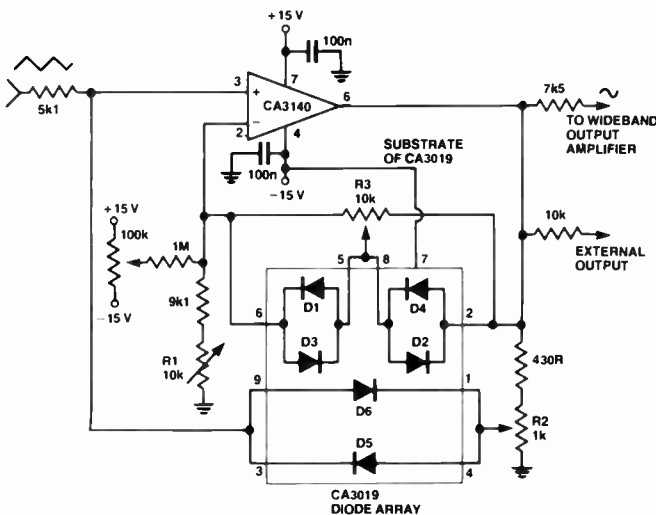 +15 V
100n
7
3
+
CA3140
6
−
2
4
5k1
7k5
TO WIDEBAND
OUTPUT
AMPLIFIER
SUBSTRATE
OF CA3019
100n
−15 V
R3
10k
+15 V
100k
1M
−15 V
10k
EXTERNAL
OUTPUT
5
8
7
9k1
6
D1
D4
2
D3
D2
R1
10k
430R
9
1
D6
R2
1k
D5
3
4
CA3019
DIODE ARRAY